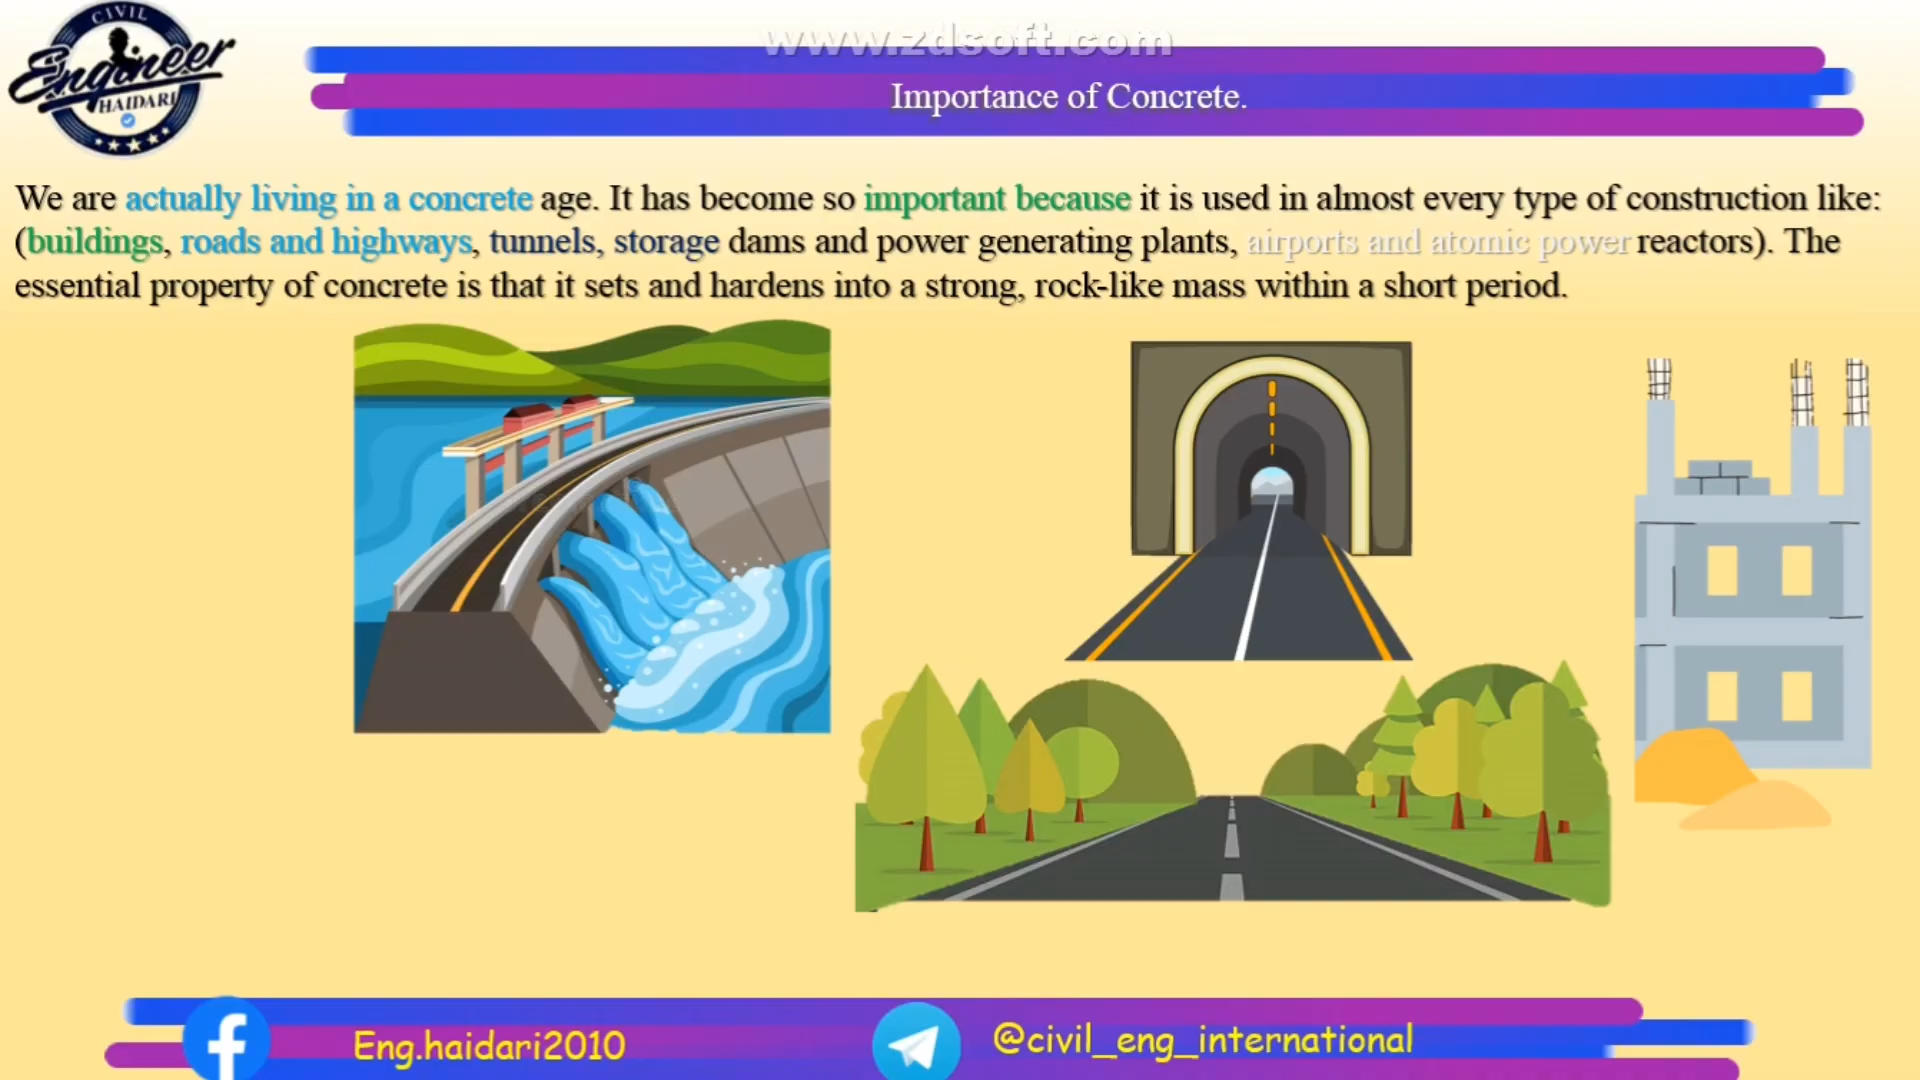 CIVIL
Engineer
HAIDARI
www.zdsoft.com
Importance of Concrete.
We are actually living in a concrete age. It has become so important because it is used in almost every type of construction like:
(buildings, roads and highways, tunnels, storage dams and power generating plants, airports and atomic power reactors). The
essential property of concrete is that it sets and hardens into a strong, rock-like mass within a short period.
Eng.haidari2010
@civil_eng_international